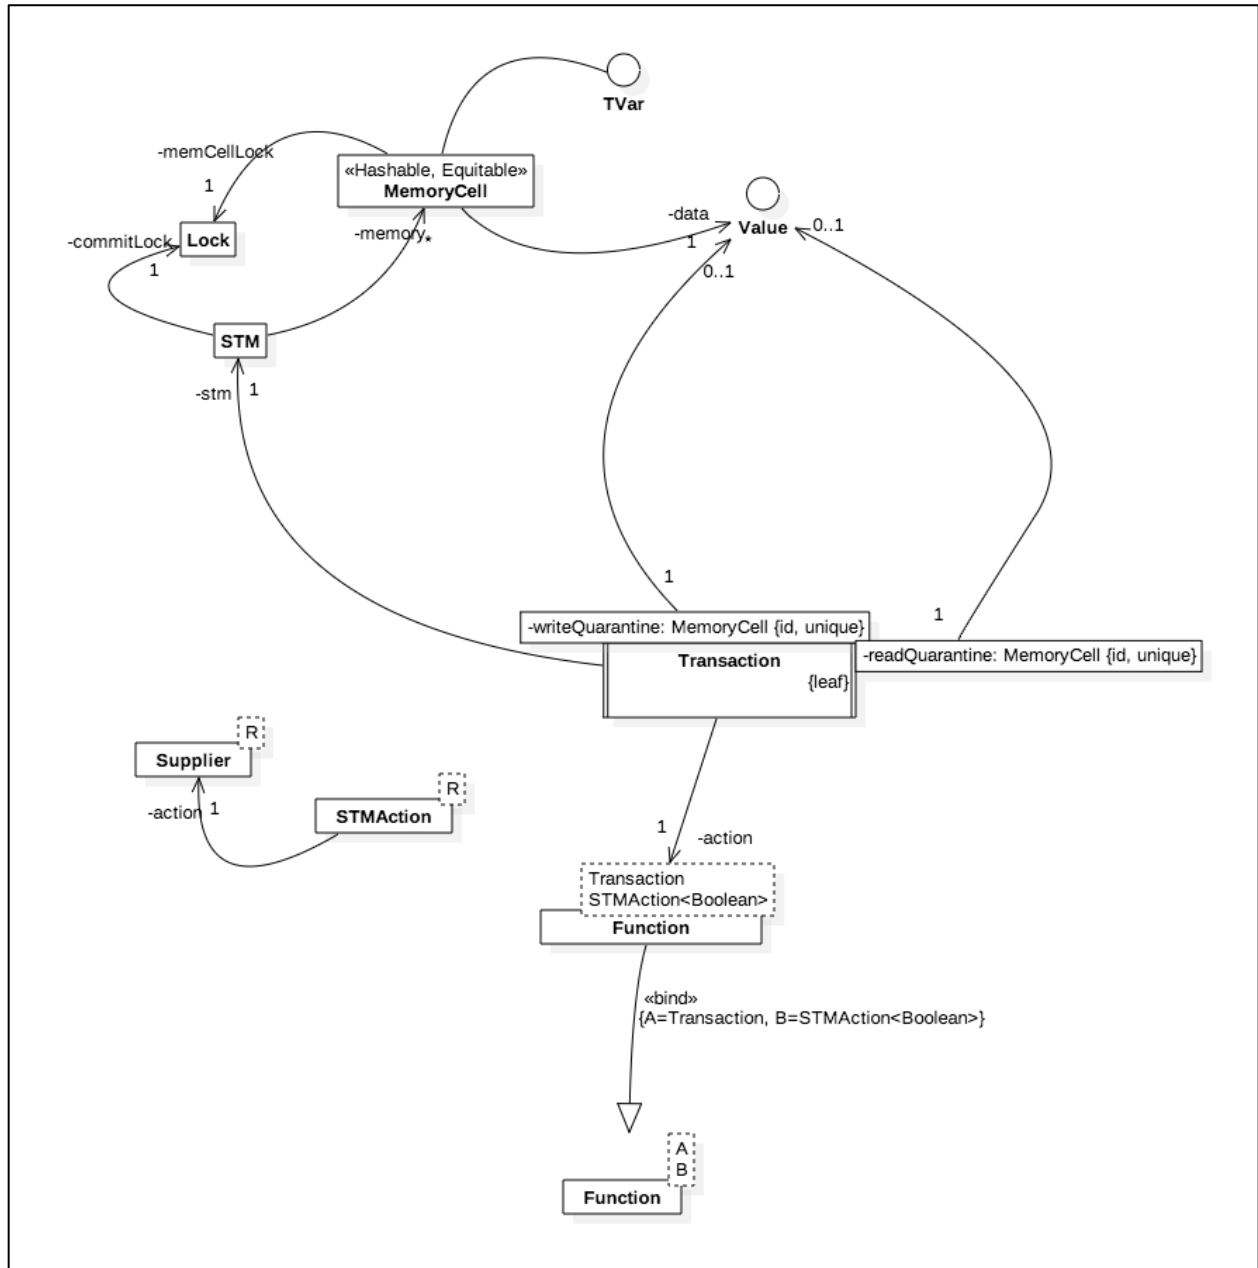 TVar
-memCellLock
«Hashable, Equitable»
MemoryCell
1
-data
Value
0..1
-commitLock
Lock
-memory
*
1
1
0..1
STM
-stm
1
1
1
-writeQuarantine: MemoryCell {id, unique}
-readQuarantine: MemoryCell {id, unique}
Transaction
{leaf}
R
Supplier
R
-action
1
STMAction
1
-action
Transaction
STMAction<Boolean>
Function
«bind»
{A=Transaction, B=STMAction<Boolean>}
A
B
Function